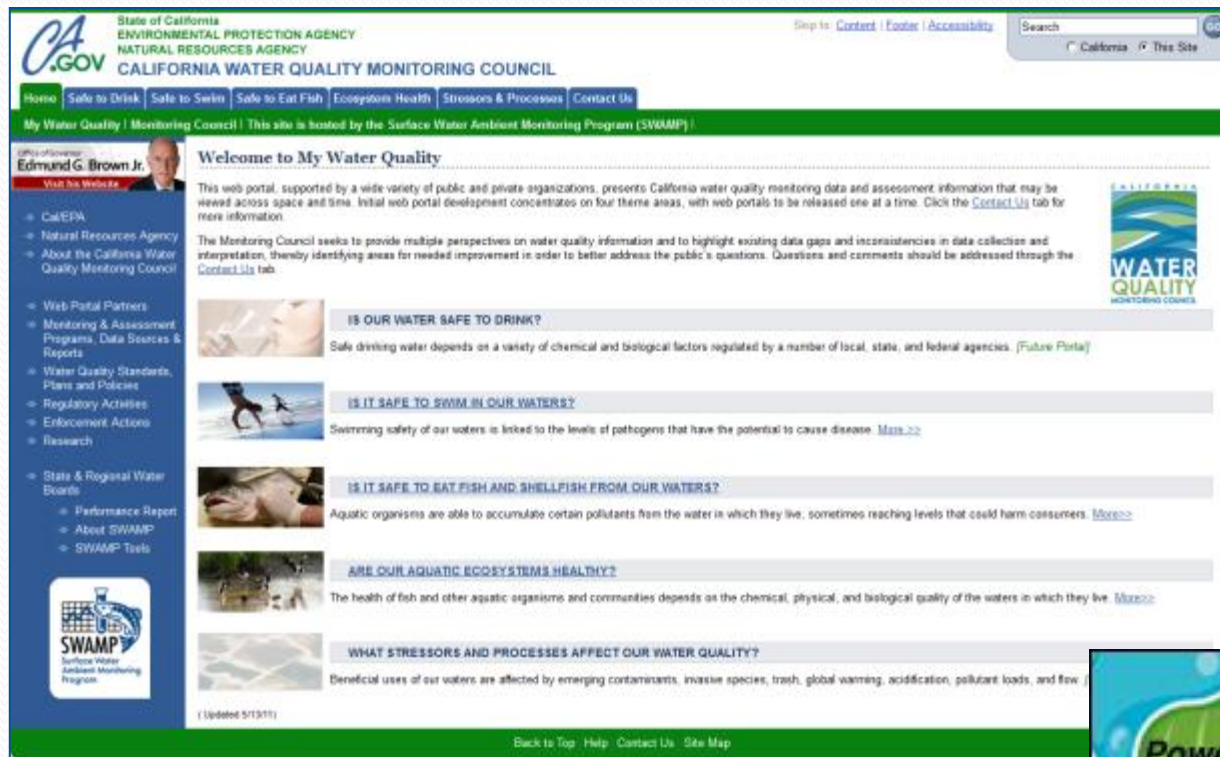 CA
.GOV
State of California
ENVIRONMENTAL PROTECTION AGENCY
NATURAL RESOURCES AGENCY
CALIFORNIA WATER QUALITY MONITORING COUNCIL
Skip to: Content | Footer | Accessibility
Search
GO
California This Site
Home Safe to Drink Safe to Swim Safe to Eat Fish Ecosystem Health Stressors & Processes Contact Us
My Water Quality | Monitoring Council | This site is hosted by the Surface Water Ambient Monitoring Program (SWAMP) |
Office of Governor
Edmund G. Brown Jr.
Visit his Website
Cal/EPA
Natural Resources Agency
About the California Water
Quality Monitoring Council
Web Portal Partners
Monitoring & Assessment
Programs, Data Sources &
Reports
Water Quality Standards,
Plans and Policies
Regulatory Activities
Enforcement Actions
Research
State & Regional Water
Boards
Performance Report
About SWAMP
SWAMP Tools
SWAMP
Surface Water
Ambient Monitoring
Program
Welcome to My Water Quality
This web portal, supported by a wide variety of public and private organizations, presents California water quality monitoring data and assessment information that may be
viewed across space and time. Initial web portal development concentrates on four theme areas, with web portals to be released one at a time. Click the Contact Us tab for
more information.
The Monitoring Council seeks to provide multiple perspectives on water quality information and to highlight existing data gaps and inconsistencies in data collection and
interpretation, thereby identifying areas for needed improvement in order to better address the public's questions. Questions and comments should be addressed through the
Contact Us tab.
CALIFORNIA
WATER
QUALITY
MONITORING COUNCIL
IS OUR WATER SAFE TO DRINK?
Safe drinking water depends on a variety of chemical and biological factors regulated by a number of local, state, and federal agencies. [Future Portal]
IS IT SAFE TO SWIM IN OUR WATERS?
Swimming safety of our waters is linked to the levels of pathogens that have the potential to cause disease. More >>
IS IT SAFE TO EAT FISH AND SHELLFISH FROM OUR WATERS?
Aquatic organisms are able to accumulate certain pollutants from the water in which they live, sometimes reaching levels that could harm consumers. More>>
ARE OUR AQUATIC ECOSYSTEMS HEALTHY?
The health of fish and other aquatic organisms and communities depends on the chemical, physical, and biological quality of the waters in which they live. More>>
WHAT STRESSORS AND PROCESSES AFFECT OUR WATER QUALITY?
Beneficial uses of our waters are affected by emerging contaminants, invasive species, trash, global warming, acidification, pollutant loads, and flow. [
( Updated 5/13/11)
Back to Top Help Contact Us Site Map